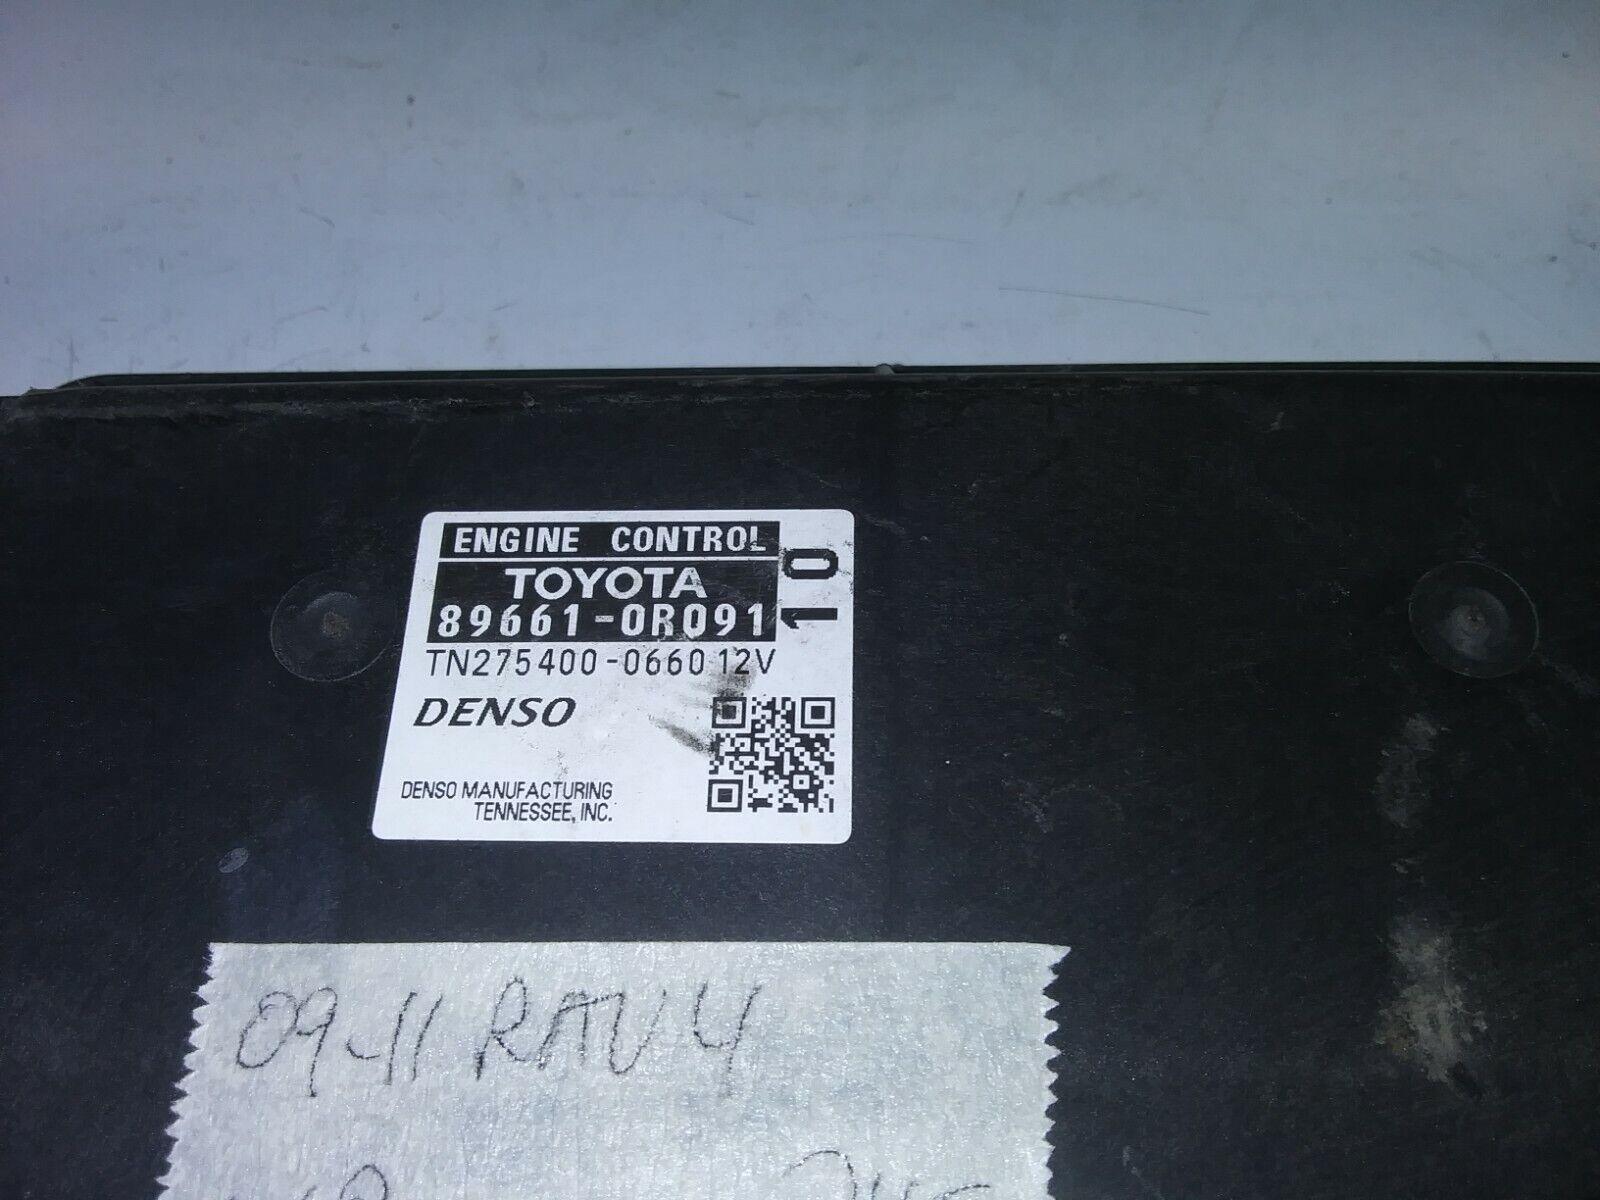 ENGINE CONTROL
TOYOTA
89661-0R091
10
TN275400-0660 12V
DENSO
DENSO MANUFACTURING
TENNESSEE, INC.
09-11 RAV4